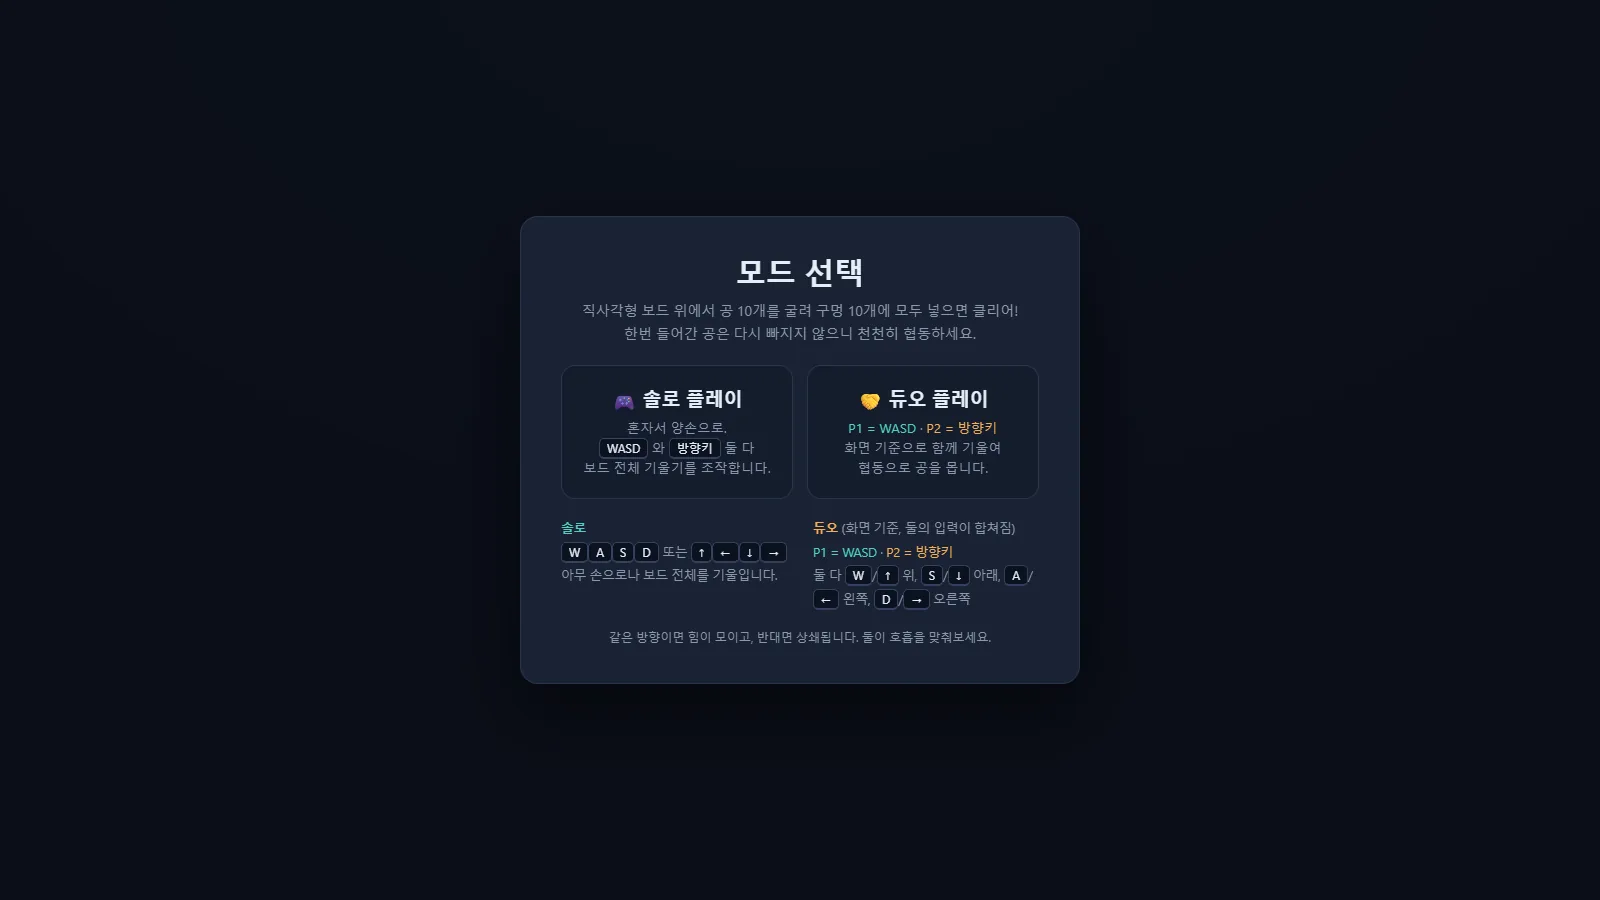 모드 선택
직사각형 보드 위에서 공 10개를 굴려 구멍 10개에 모두 넣으면 클리어!
한번 들어간 공은 다시 빠지지 않으니 천천히 협동하세요.
🎮 솔로 플레이
혼자서 양손으로.
WASD 와 방향키 둘 다
보드 전체 기울기를 조작합니다.
🤝 듀오 플레이
P1 = WASD · P2 = 방향키
화면 기준으로 함께 기울여
협동으로 공을 몹니다.
솔로
W A S D 또는 ↑ ← ↓ →
아무 손으로나 보드 전체를 기울입니다.
듀오 (화면 기준, 둘의 입력이 합쳐짐)
P1 = WASD · P2 = 방향키
둘 다 W/↑ 위, S/↓ 아래, A/
← 왼쪽, D/→ 오른쪽
같은 방향이면 힘이 모이고, 반대면 상쇄됩니다. 둘이 호흡을 맞춰보세요.